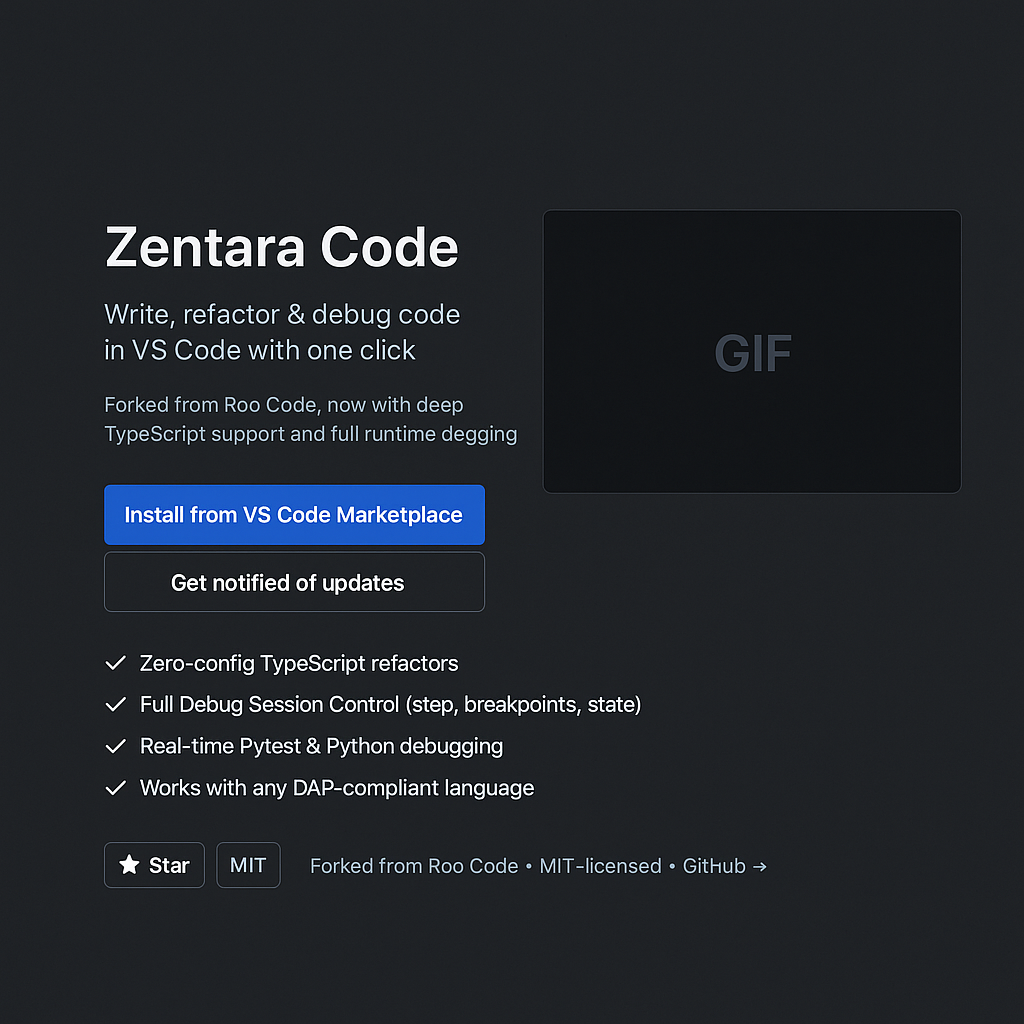 Zentara Code
Write, refactor & debug code
in VS Code with one click
Forked from Roo Code, now with deep
TypeScript support and full runtime degging
GIF
Install from VS Code Marketplace
Get notified of updates
Zero-config TypeScript refactors
Full Debug Session Control (step, breakpoints, state)
Real-time Pytest & Python debugging
Works with any DAP-compliant language
Star
MIT
Forked from Roo Code • MIT-licensed • GitHub →